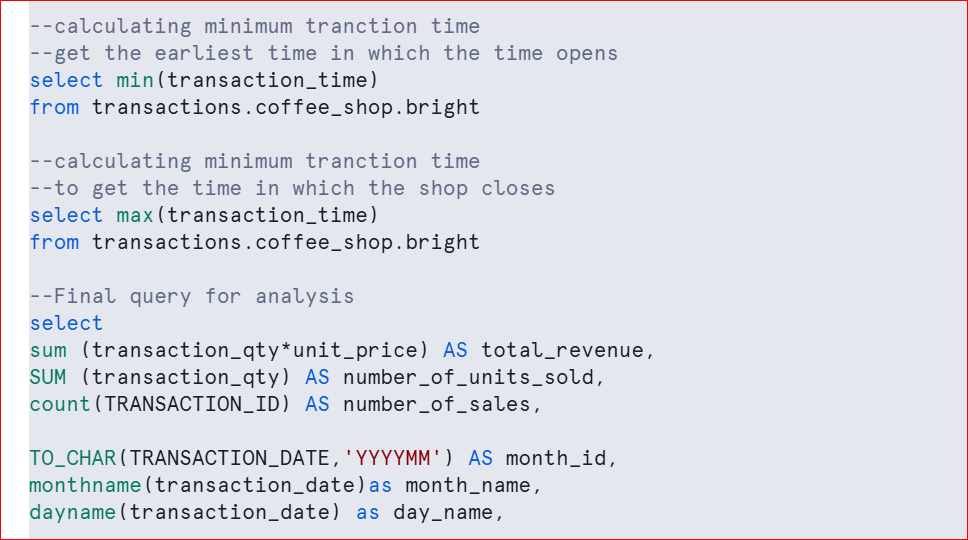 --calculating minimum tranction time
--get the earliest time in which the time opens
select min(transaction_time)
from transactions.coffee_shop.bright
--calculating minimum tranction time
--to get the time in which the shop closes
select max(transaction_time)
from transactions.coffee_shop.bright
--Final query for analysis
select
sum (transaction_qty*unit_price) AS total_revenue,
SUM (transaction_qty) AS number_of_units_sold,
count(TRANSACTION_ID) AS number_of_sales,
TO_CHAR(TRANSACTION_DATE,'YYYYMM') AS month_id,
monthname(transaction_date)as month_name,
dayname(transaction_date) as day_name,